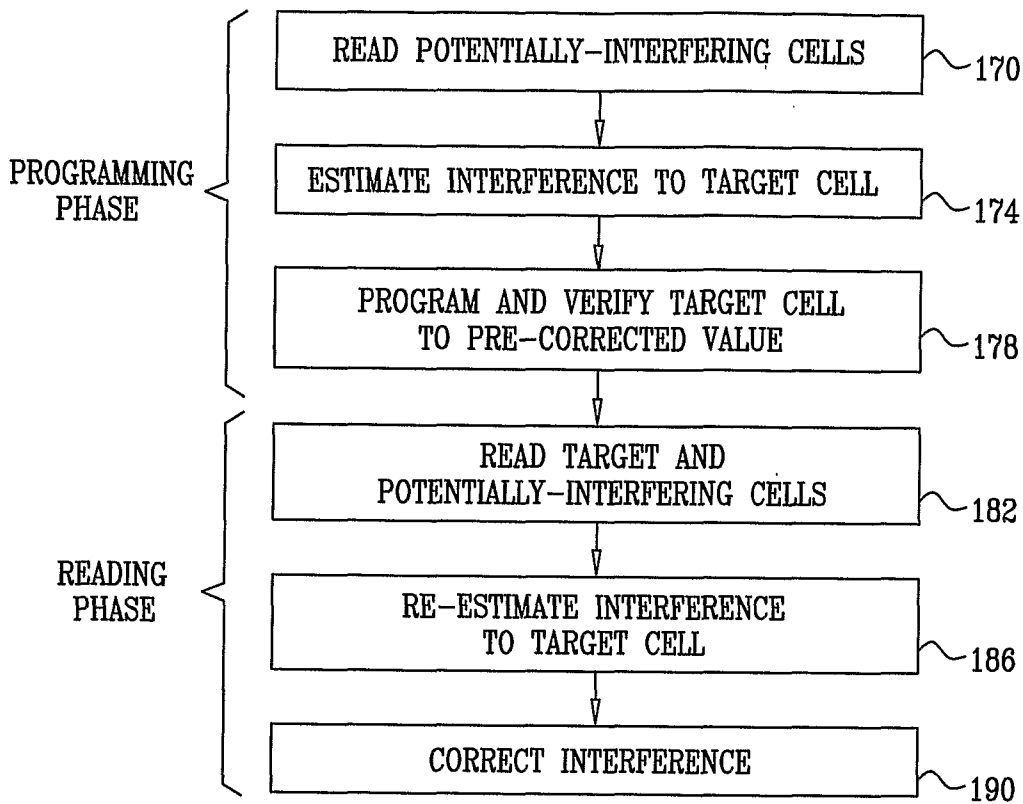 READ POTENTIALLY-INTERFERING CELLS
170
ESTIMATE INTERFERENCE TO TARGET CELL
174
PROGRAMMING
PHASE
PROGRAM AND VERIFY TARGET CELL
TO PRE-CORRECTED VALUE
178
READ TARGET AND
POTENTIALLY-INTERFERING CELLS
182
READING
PHASE
RE-ESTIMATE INTERFERENCE
TO TARGET CELL
186
CORRECT INTERFERENCE
190